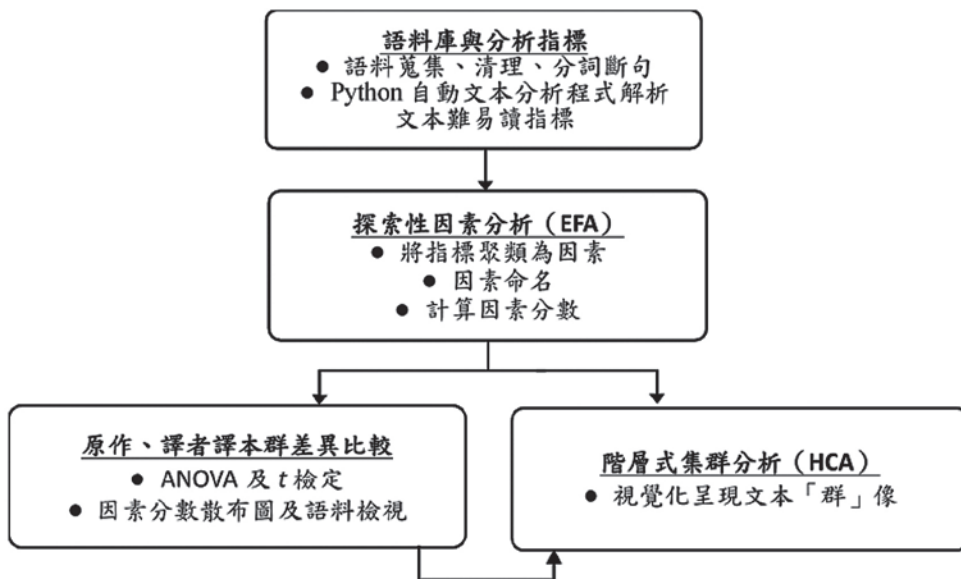 語料庫與分析指標
● 語料蒐集、清理、分詞斷句
● Python 自動文本分析程式解析
文本難易讀指標
探索性因素分析（EFA）
● 將指標聚類為因素
● 因素命名
● 計算因素分數
原作、譯者譯本群差異比較
● ANOVA 及 t 檢定
● 因素分數散布圖及語料檢視
階層式集群分析（HCA）
● 視覺化呈現文本「群」像